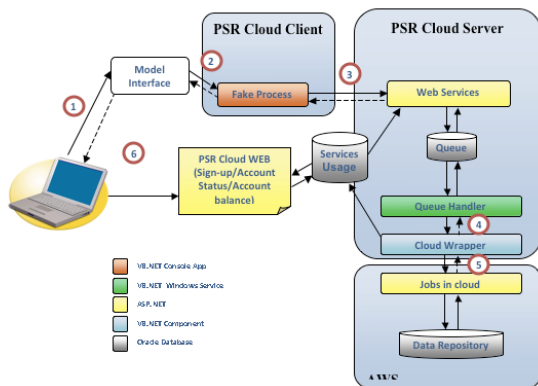 PSR Cloud Client
PSR Cloud Server
Model
Interface
2
Fake Process
3
Web Services
1
Queue
6
PSR Cloud WEB
(Sign-up/Account
Status/Account
balance)
Services
Usage
Queue Handler
4
Cloud Wrapper
5
Jobs in cloud
Data Repository
AWS
VB.NET Console App
VB.NET Windows Service
ASP.NET
VB.NET Component
Oracle Database